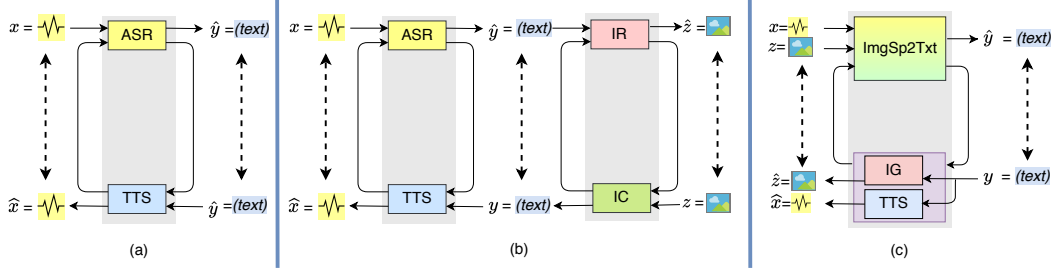 x = ASR ŷ = (text)
TTS
x̂ = ŷ = (text)
(a)
x = ASR ŷ = (text) IR ẑ =
x̂ = TTS y = (text) IC z =
(b)
x =
z =
ImgSp2Txt
ŷ = (text)
ẑ = IG y = (text)
x̂ = TTS
(c)